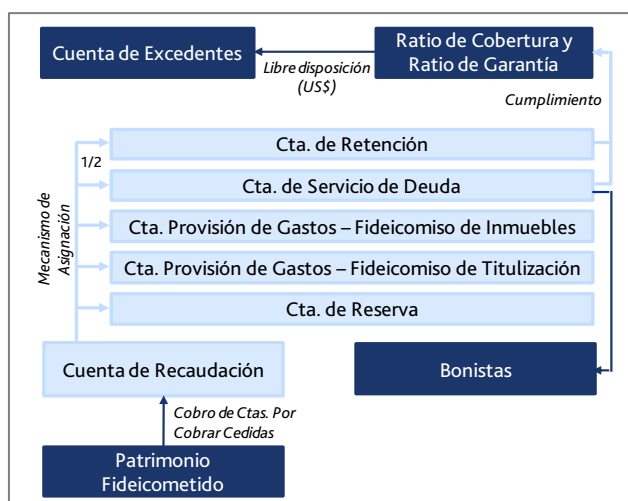 Cuenta de Excedentes
Ratio de Cobertura y
Ratio de Garantía
Libre disposición
(US$)
Cumplimiento
Mecanismo de
Asignación
1/2
Cta. de Retención
Cta. de Servicio de Deuda
Cta. Provisión de Gastos – Fideicomiso de Inmuebles
Cta. Provisión de Gastos – Fideicomiso de Titulización
Cta. de Reserva
Cuenta de Recaudación
Bonistas
Cobro de Ctas. Por
Cobrar Cedidas
Patrimonio
Fideicometido